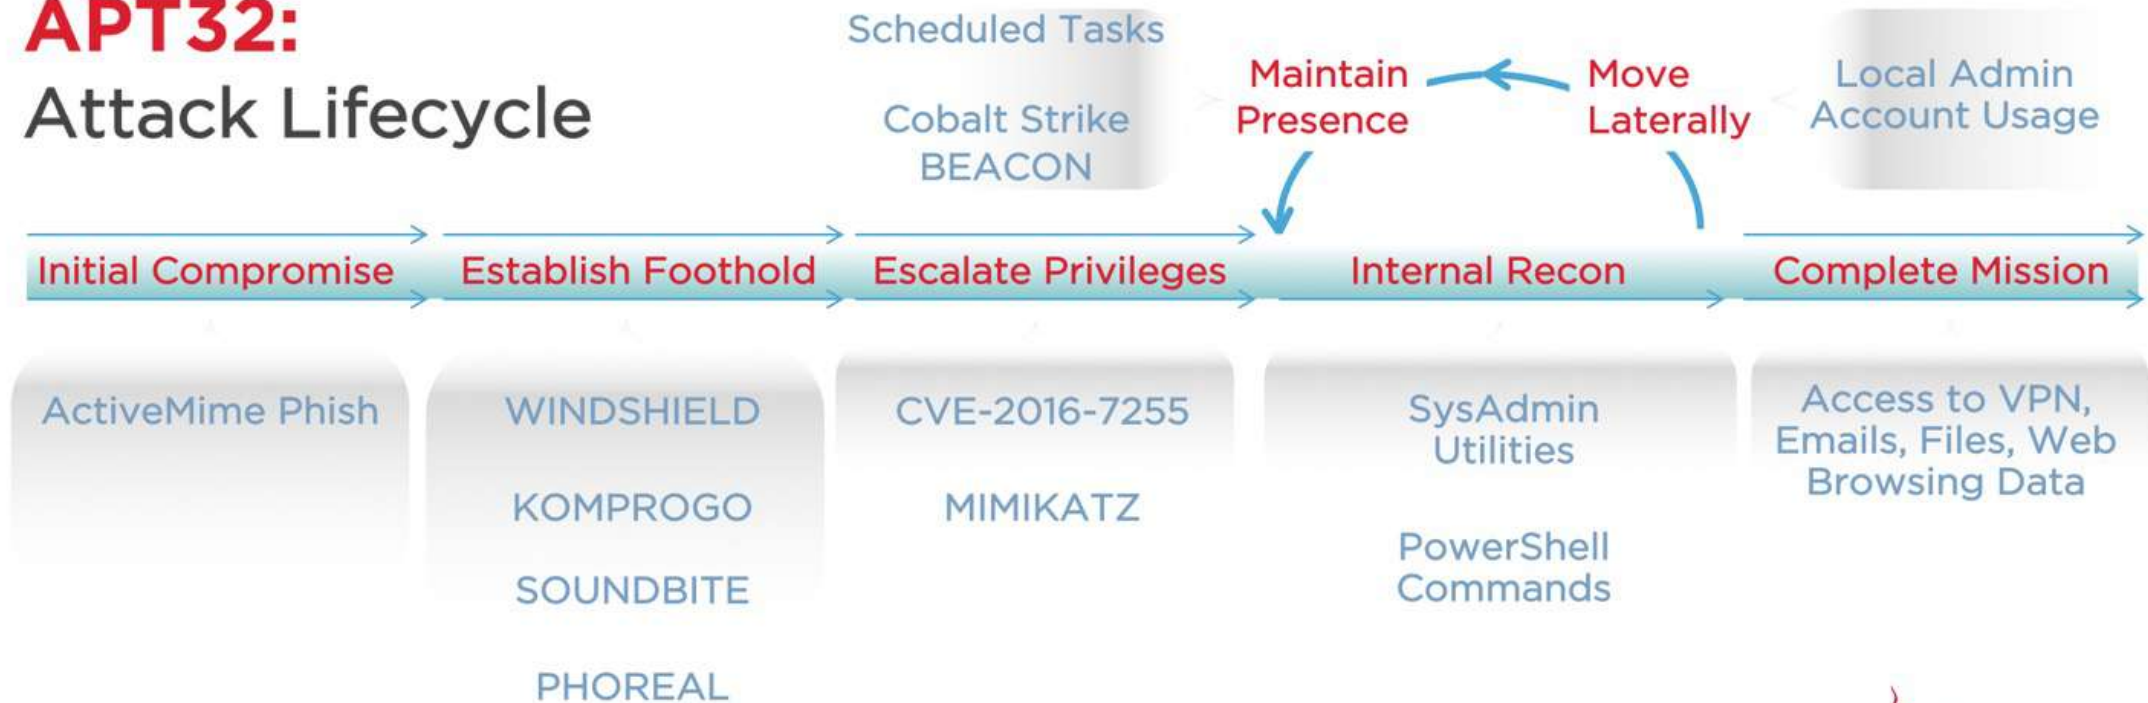 APT32:
Attack Lifecycle
Scheduled Tasks
Cobalt Strike
BEACON
Maintain
Presence
Move
Laterally
Local Admin
Account Usage
Initial Compromise
Establish Foothold
Escalate Privileges
Internal Recon
Complete Mission
ActiveMime Phish
WINDSHIELD
KOMPROGO
SOUNDBITE
PHOREAL
CVE-2016-7255
MIMIKATZ
SysAdmin
Utilities
PowerShell
Commands
Access to VPN,
Emails, Files, Web
Browsing Data